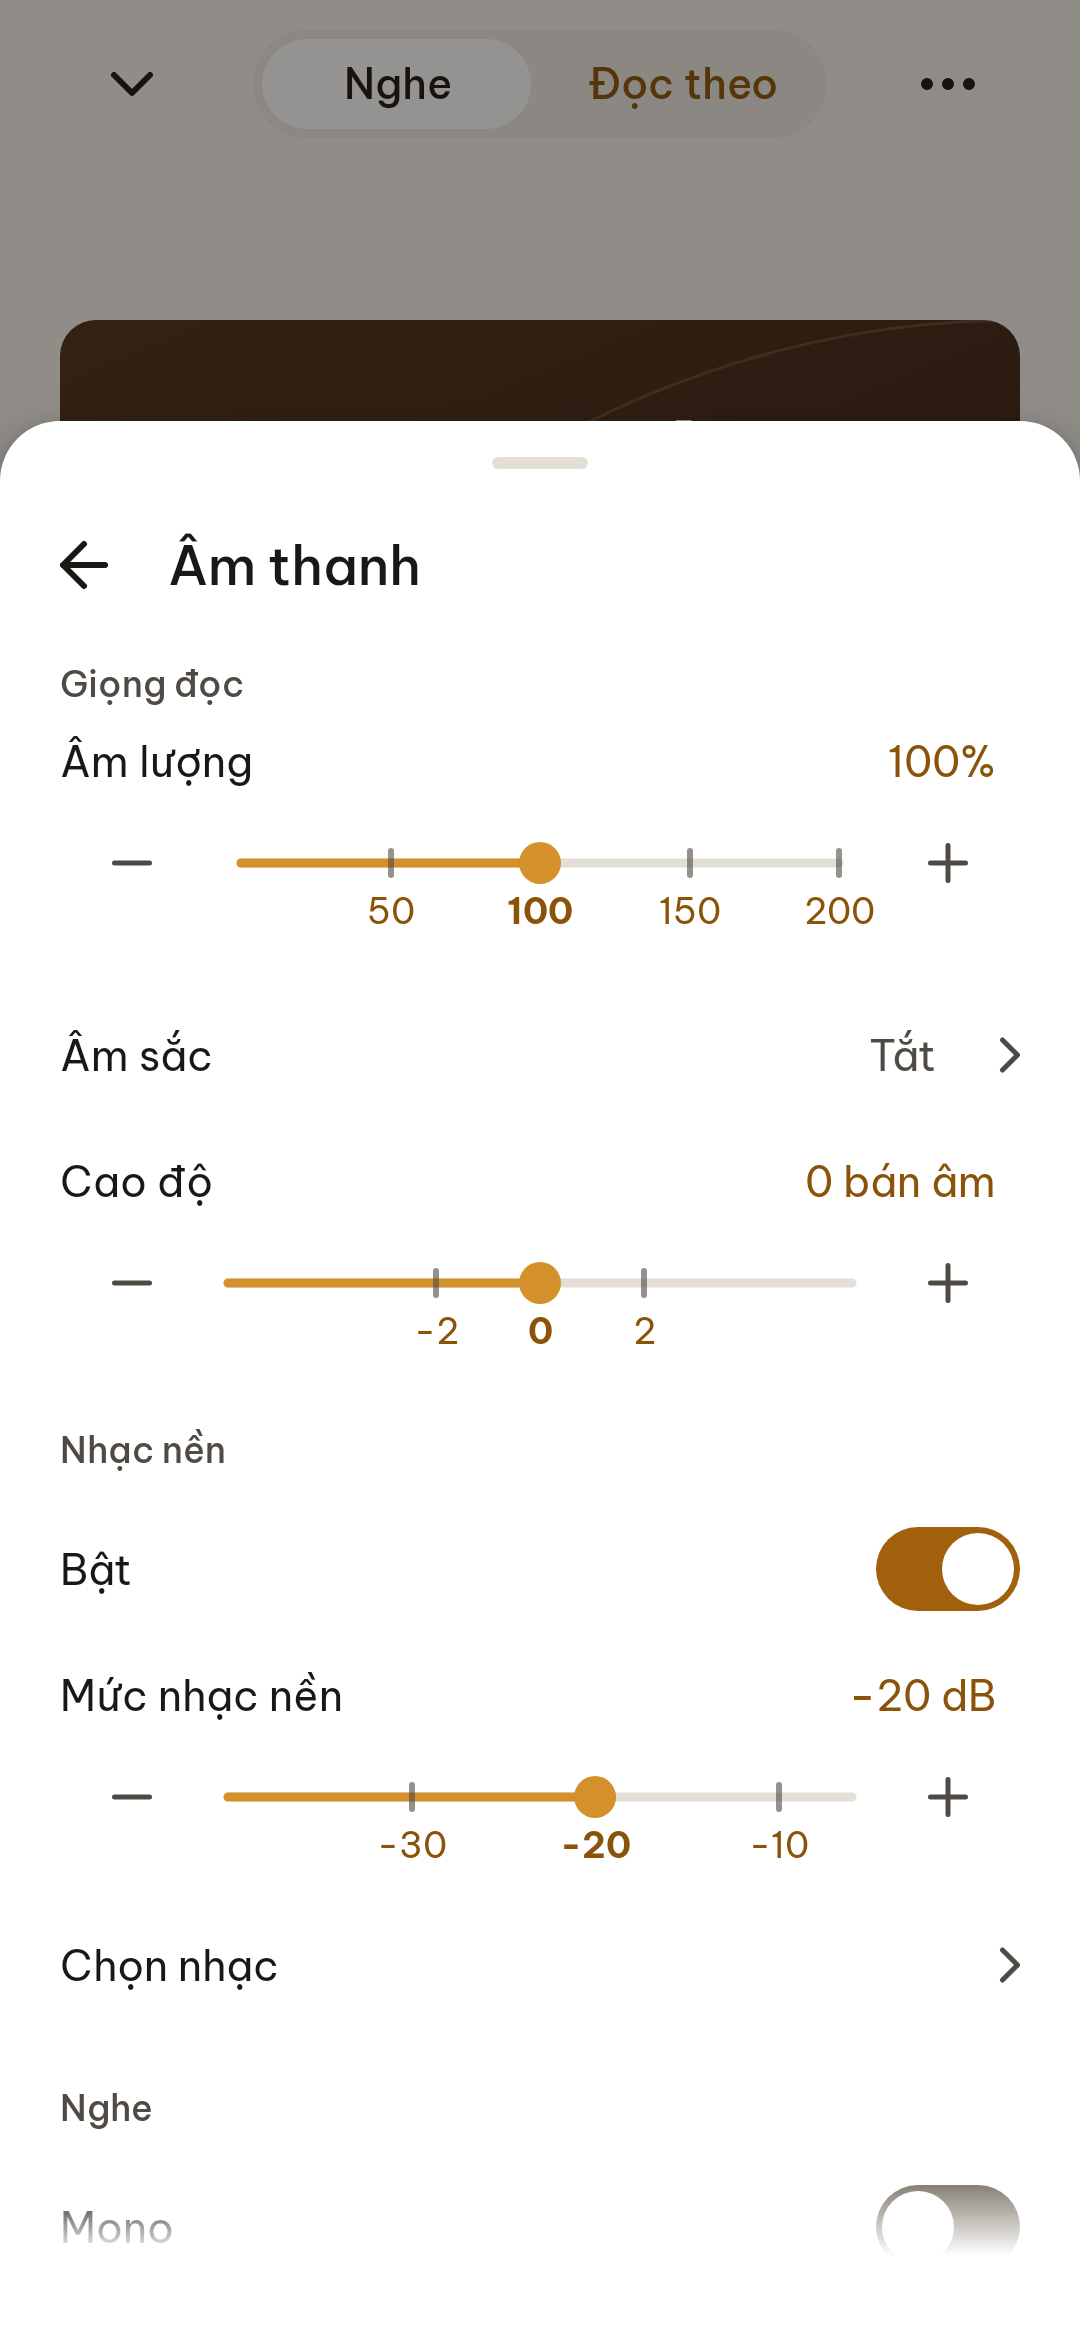 Nghe Đọc theo
Âm thanh
Giọng đọc
Âm lượng 100%
50 100 150 200
Âm sắc Tắt
Cao độ 0 bán âm
-2 0 2
Nhạc nền
Bật
Mức nhạc nền -20 dB
-30 -20 -10
Chọn nhạc
Nghe
Mono